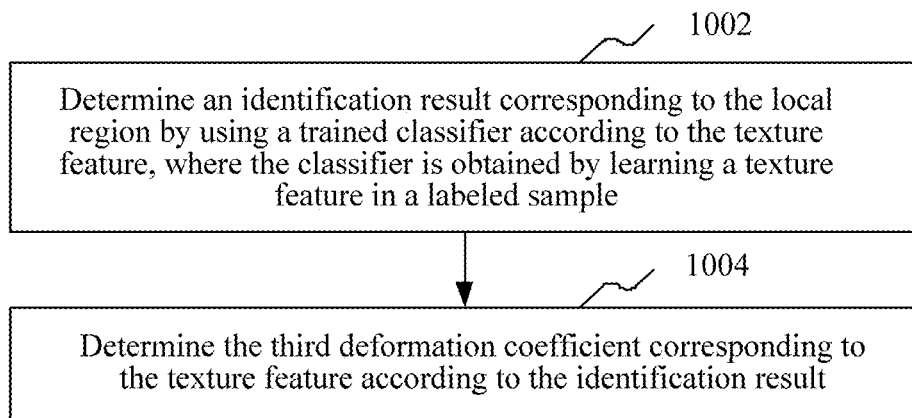 1002
Determine an identification result corresponding to the local
region by using a trained classifier according to the texture
feature, where the classifier is obtained by learning a texture
feature in a labeled sample
1004
Determine the third deformation coefficient corresponding to
the texture feature according to the identification result